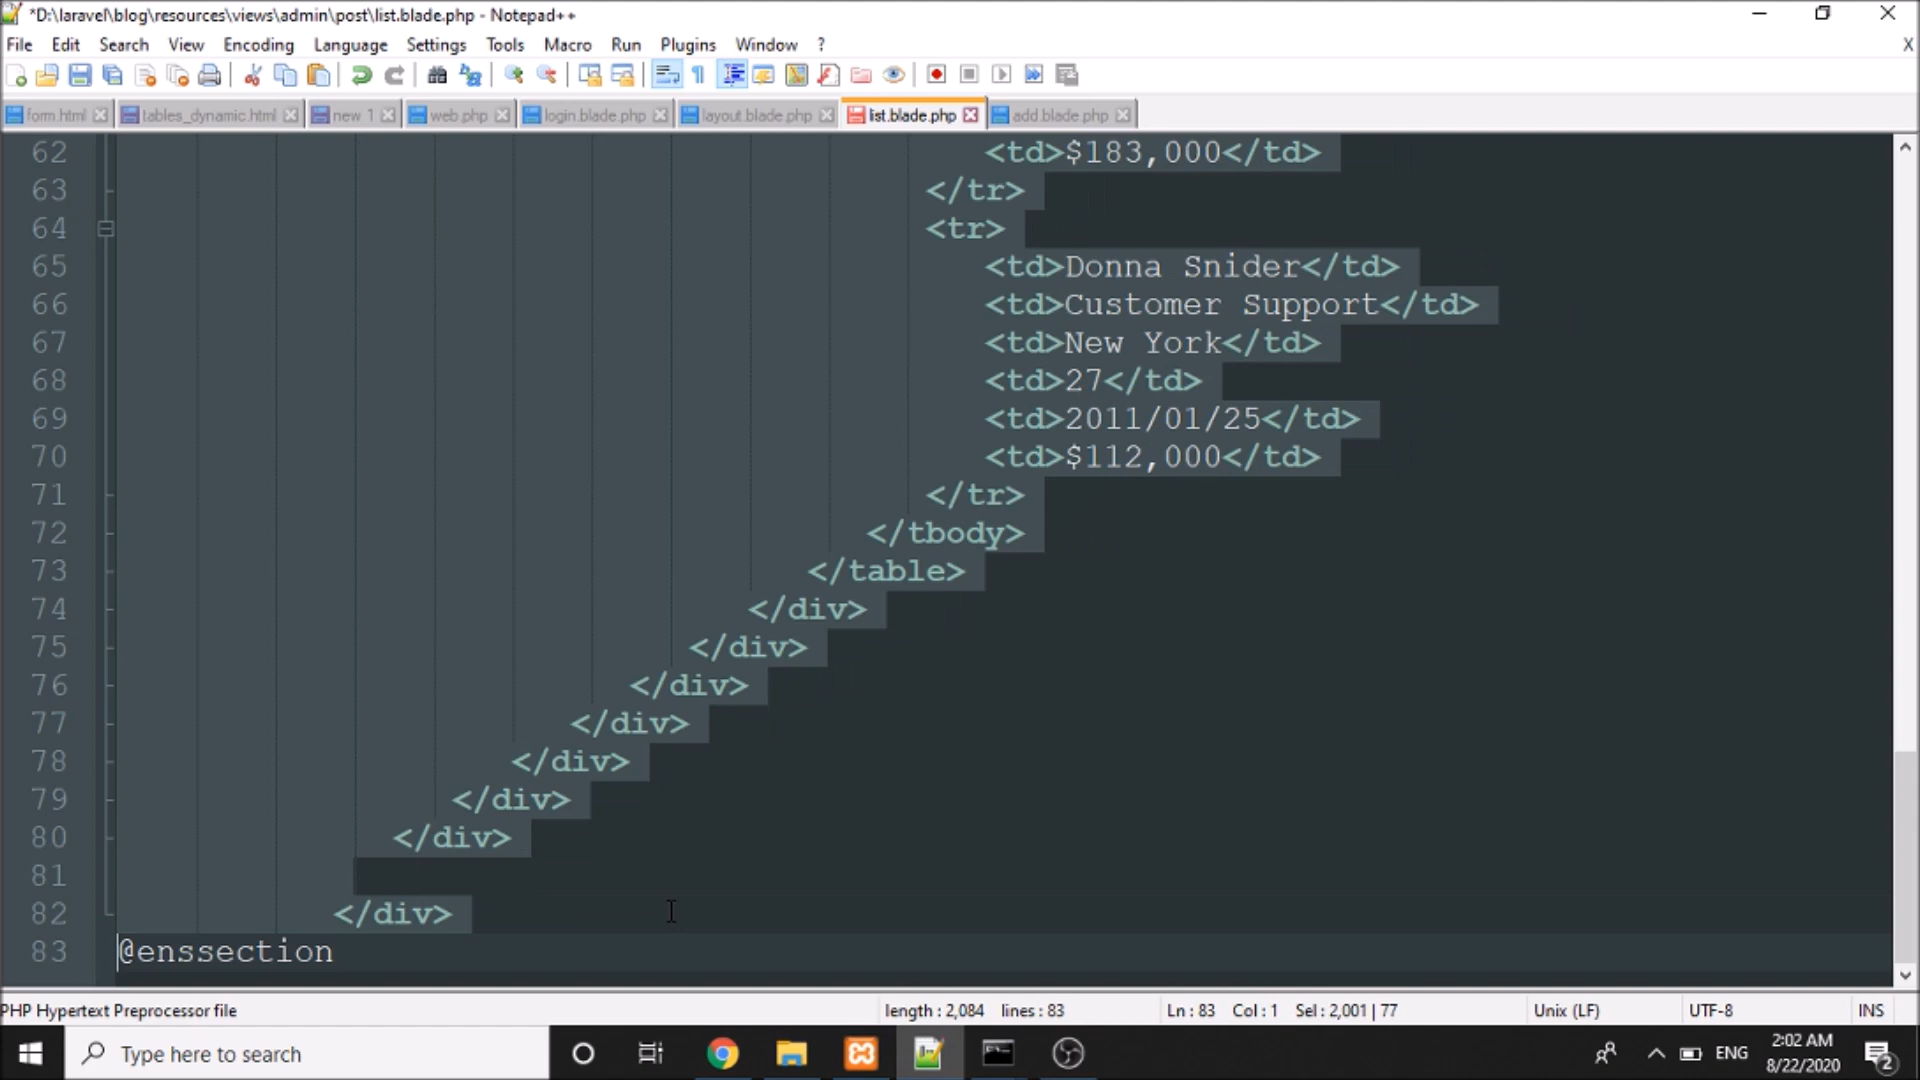 *D:\laravel\blog\resources\views\admin\post\list.blade.php - Notepad++
File Edit Search View Encoding Language Settings Tools Macro Run Plugins Window ? X
form.html tables_dynamic.html new 1 web.php login.blade.php layout.blade.php list.blade.php add.blade.php
62 <td>$183,000</td>
63 </tr>
64 <tr>
65 <td>Donna Snider</td>
66 <td>Customer Support</td>
67 <td>New York</td>
68 <td>27</td>
69 <td>2011/01/25</td>
70 <td>$112,000</td>
71 </tr>
72 </tbody>
73 </table>
74 </div>
75 </div>
76 </div>
77 </div>
78 </div>
79 </div>
80 </div>
81
82 </div>
83 @enssection
PHP Hypertext Preprocessor file length : 2,084 lines : 83 Ln : 83 Col : 1 Sel : 2,001 | 77 Unix (LF) UTF-8 INS
Type here to search ENG 2:02 AM
8/22/2020 2